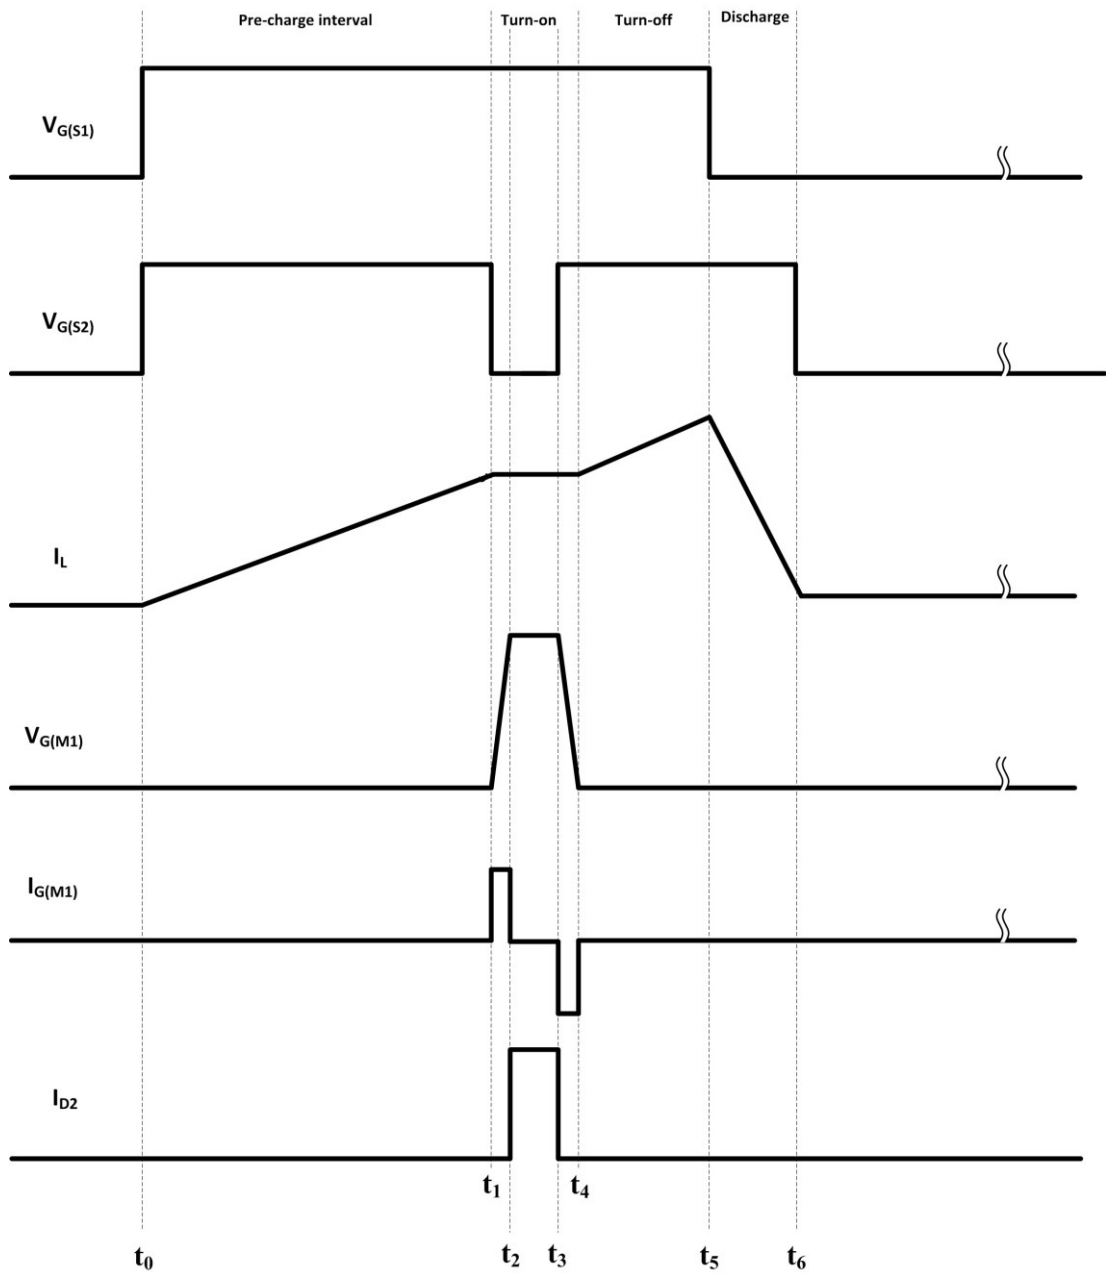 Pre-charge interval Turn-on Turn-off Discharge
VG(S1)
VG(S2)
IL
VG(M1)
IG(M1)
ID2
t1 t4
t0 t2 t3 t5 t6